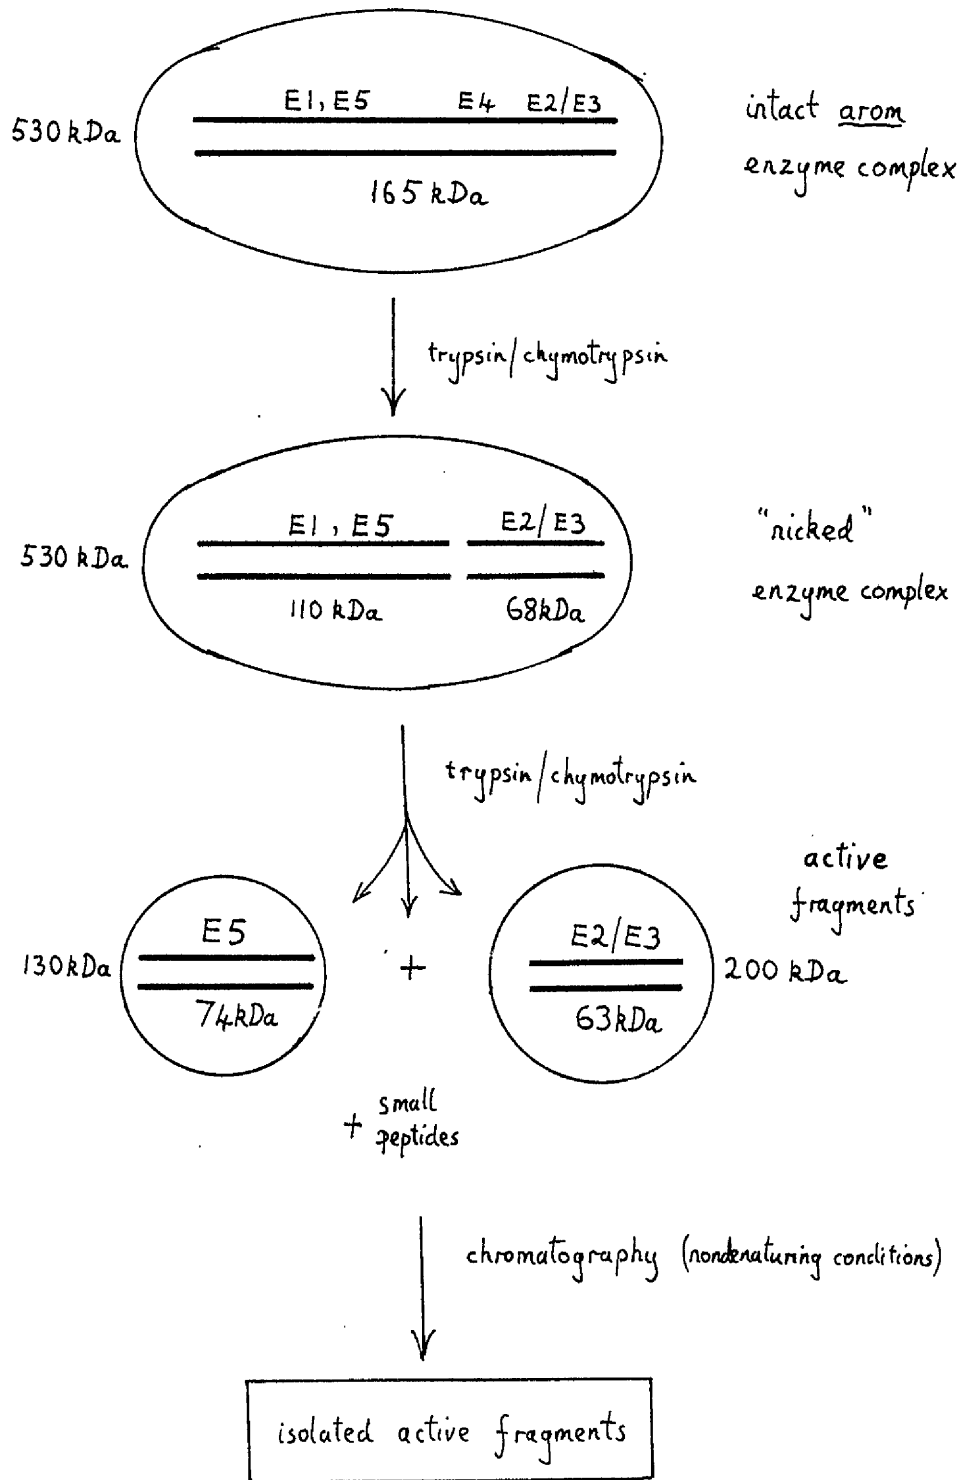 E1, E5 E4 E2/E3
530 kDa
165 kDa
intact arom
enzyme complex
trypsin/chymotrypsin
E1, E5 E2/E3
530 kDa
110 kDa 68kDa
"nicked"
enzyme complex
trypsin/chymotrypsin
active
fragments
E5
130kDa
74kDa
+
E2/E3
200 kDa
63kDa
+ small
peptides
chromatography (nondenaturing conditions)
isolated active fragments